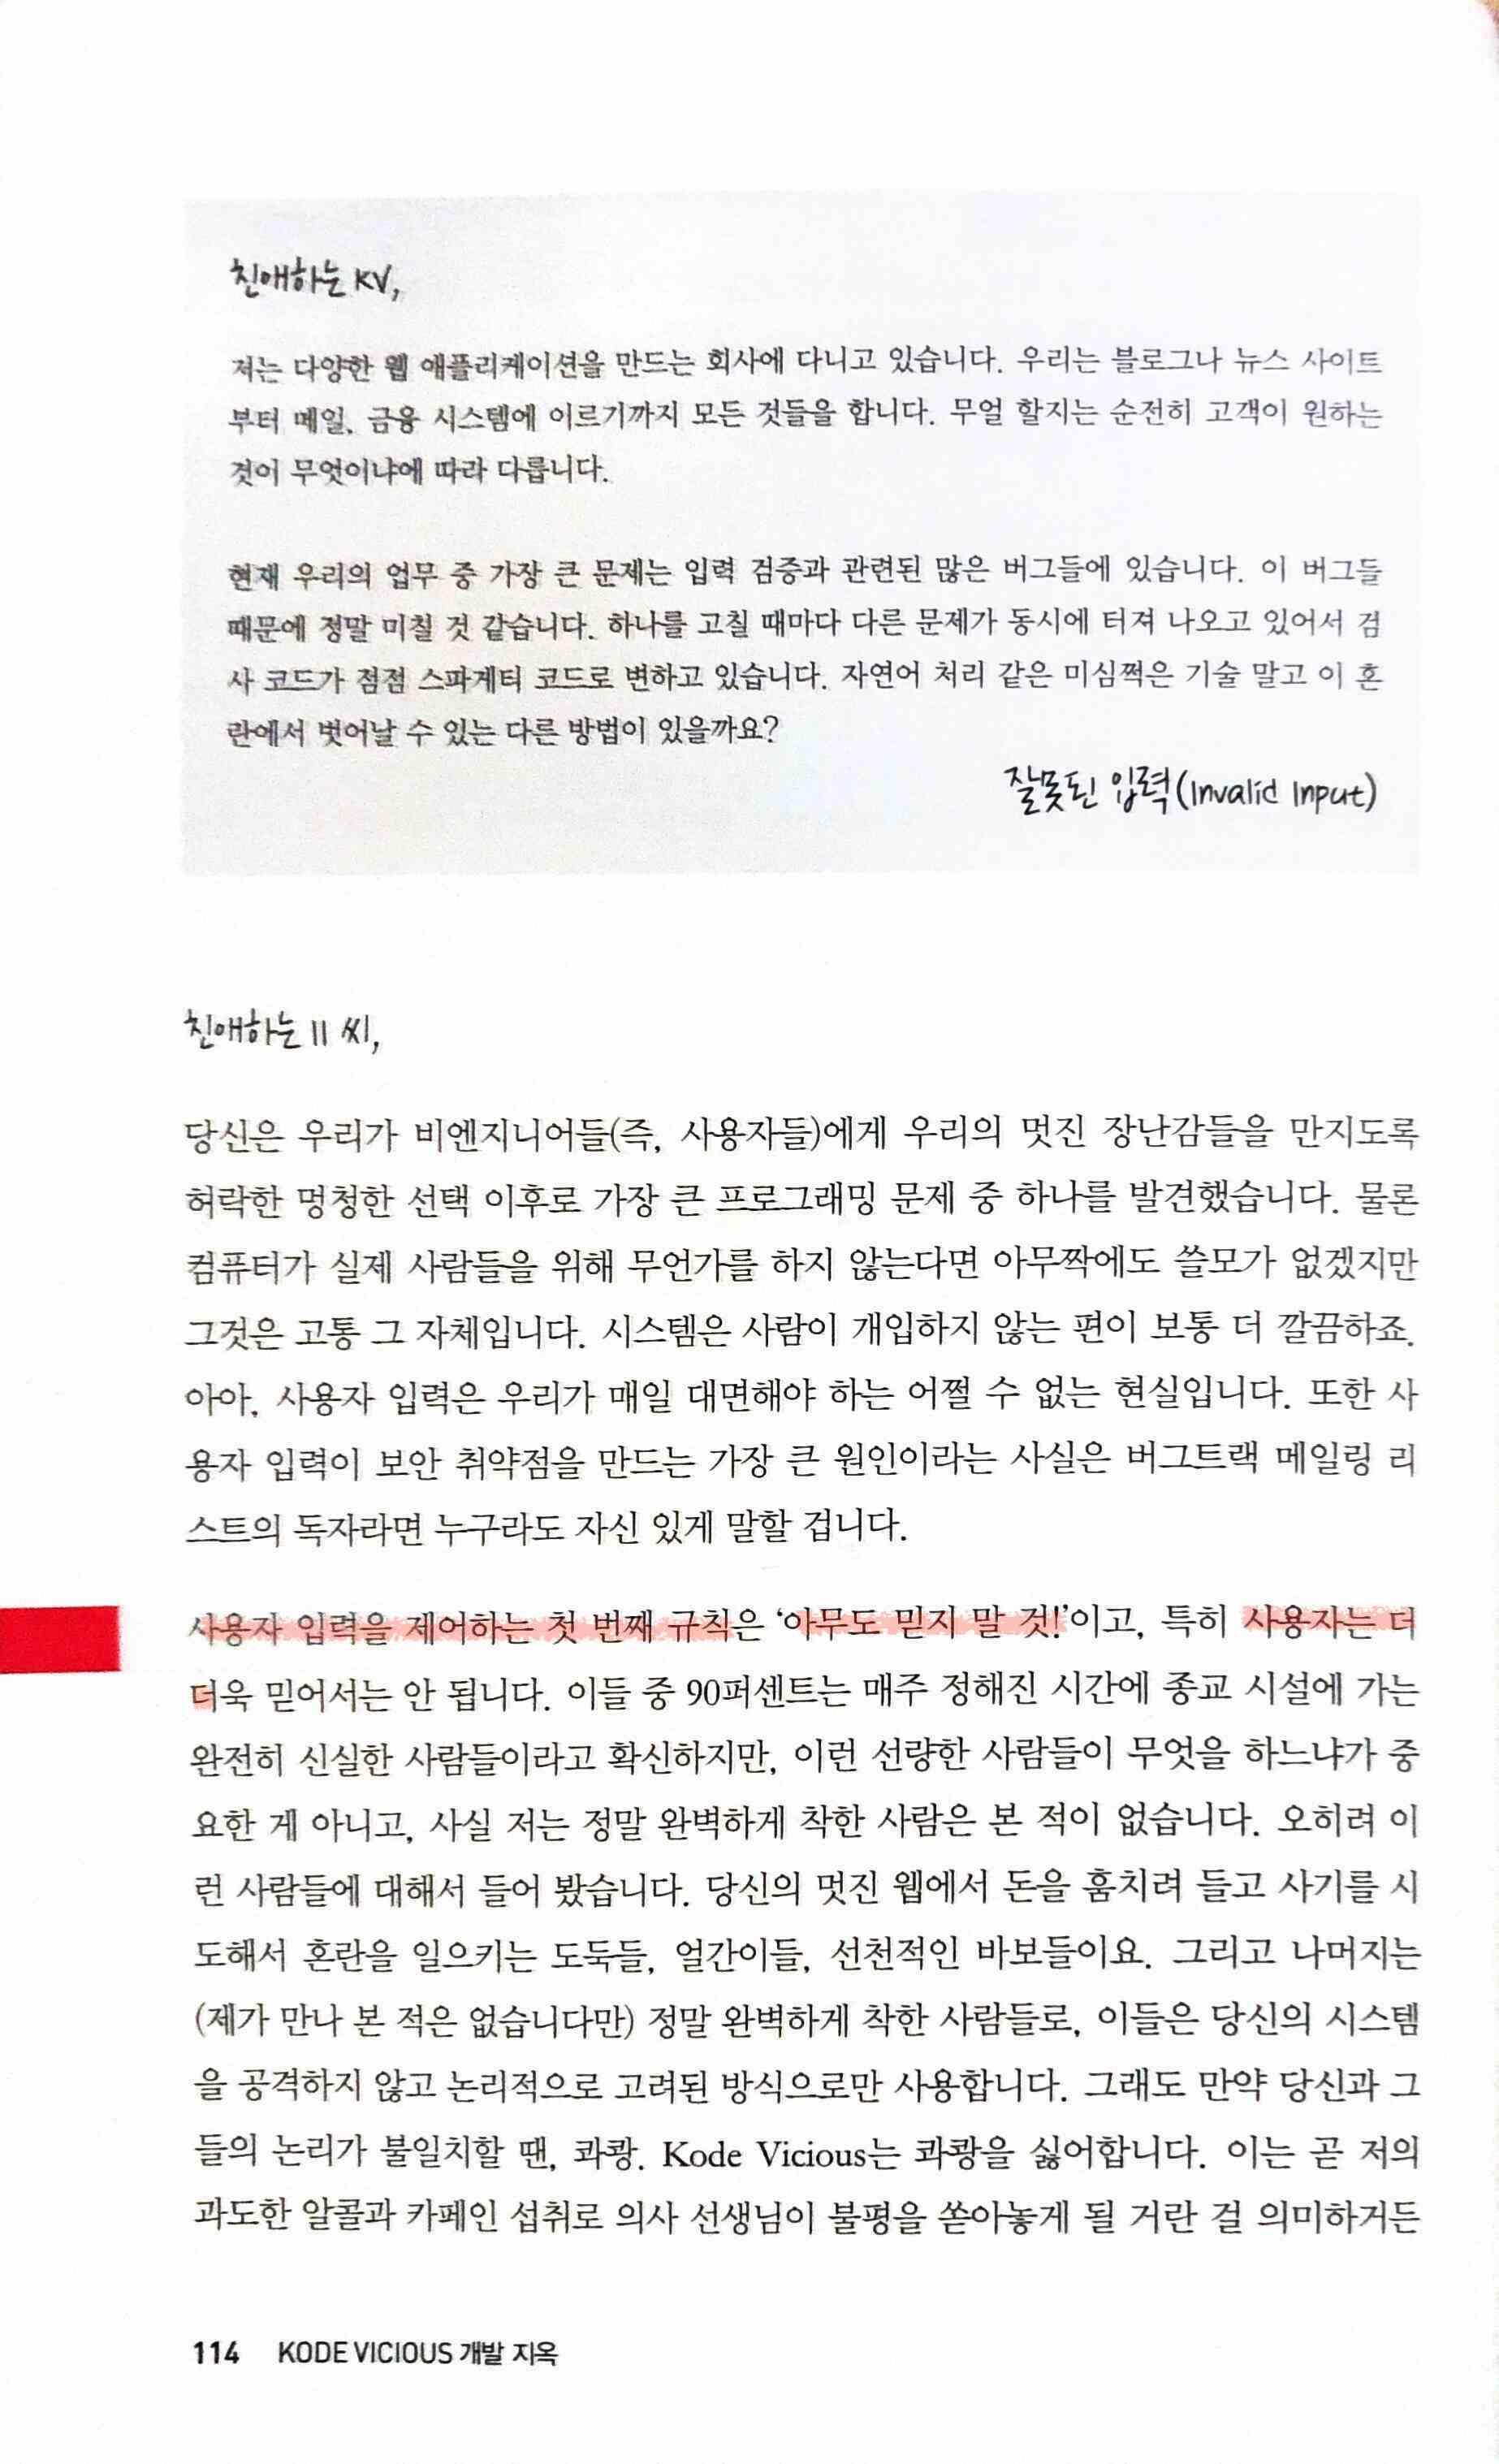 친애하는 KV,
저는 다양한 웹 애플리케이션을 만드는 회사에 다니고 있습니다. 우리는 블로그나 뉴스 사이트
부터 메일, 금융 시스템에 이르기까지 모든 것들을 합니다. 무얼 할지는 순전히 고객이 원하는
것이 무엇이냐에 따라 다릅니다.
현재 우리의 업무 중 가장 큰 문제는 입력 검증과 관련된 많은 버그들에 있습니다. 이 버그들
때문에 정말 미칠 것 같습니다. 하나를 고칠 때마다 다른 문제가 동시에 터져 나오고 있어서 검
사 코드가 점점 스파게티 코드로 변하고 있습니다. 자연어 처리 같은 미심쩍은 기술 말고 이 혼
란에서 벗어날 수 있는 다른 방법이 있을까요?
잘못된 입력(Invalid Input)
친애하는 II 씨,
당신은 우리가 비엔지니어들(즉, 사용자들)에게 우리의 멋진 장난감들을 만지도록
허락한 멍청한 선택 이후로 가장 큰 프로그래밍 문제 중 하나를 발견했습니다. 물론
컴퓨터가 실제 사람들을 위해 무언가를 하지 않는다면 아무짝에도 쓸모가 없겠지만
그것은 고통 그 자체입니다. 시스템은 사람이 개입하지 않는 편이 보통 더 깔끔하죠.
아아, 사용자 입력은 우리가 매일 대면해야 하는 어쩔 수 없는 현실입니다. 또한 사
용자 입력이 보안 취약점을 만드는 가장 큰 원인이라는 사실은 버그트랙 메일링 리
스트의 독자라면 누구라도 자신 있게 말할 겁니다.
사용자 입력을 제어하는 첫 번째 규칙은 ‘아무도 믿지 말 것!’이고, 특히 사용자는 더
더욱 믿어서는 안 됩니다. 이들 중 90퍼센트는 매주 정해진 시간에 종교 시설에 가는
완전히 신실한 사람들이라고 확신하지만, 이런 선량한 사람들이 무엇을 하느냐가 중
요한 게 아니고, 사실 저는 정말 완벽하게 착한 사람은 본 적이 없습니다. 오히려 이
런 사람들에 대해서 들어 봤습니다. 당신의 멋진 웹에서 돈을 훔치려 들고 사기를 시
도해서 혼란을 일으키는 도둑들, 얼간이들, 선천적인 바보들이요. 그리고 나머지는
(제가 만나 본 적은 없습니다만) 정말 완벽하게 착한 사람들로, 이들은 당신의 시스템
을 공격하지 않고 논리적으로 고려된 방식으로만 사용합니다. 그래도 만약 당신과 그
들의 논리가 불일치할 땐, 콰쾅. Kode Vicious는 콰쾅을 싫어합니다. 이는 곧 저의
과도한 알콜과 카페인 섭취로 의사 선생님이 불평을 쏟아놓게 될 거란 걸 의미하거든
114 KODE VICIOUS 개발 지옥